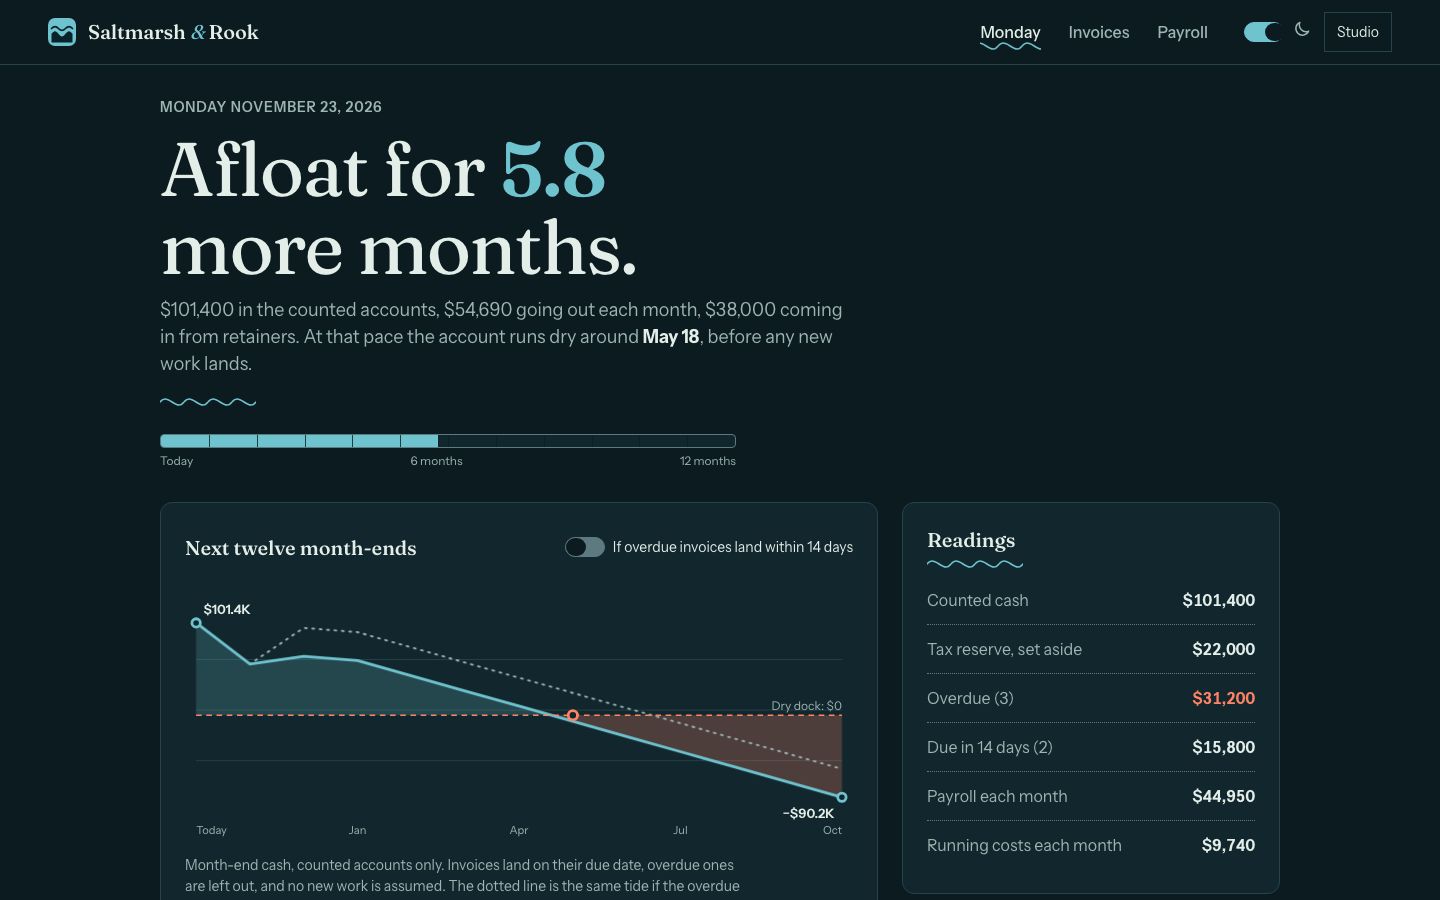 Saltmarsh & Rook
Monday
Invoices
Payroll
Studio
MONDAY NOVEMBER 23, 2026
Afloat for 5.8
more months.
$101,400 in the counted accounts, $54,690 going out each month, $38,000 coming
in from retainers. At that pace the account runs dry around May 18, before any new
work lands.
Today
6 months
12 months
Next twelve month-ends
If overdue invoices land within 14 days
$101.4K
Dry dock: $0
−$90.2K
Today
Jan
Apr
Jul
Oct
Month-end cash, counted accounts only. Invoices land on their due date, overdue ones
are left out, and no new work is assumed. The dotted line is the same tide if the overdue
Readings
Counted cash $101,400
Tax reserve, set aside $22,000
Overdue (3) $31,200
Due in 14 days (2) $15,800
Payroll each month $44,950
Running costs each month $9,740